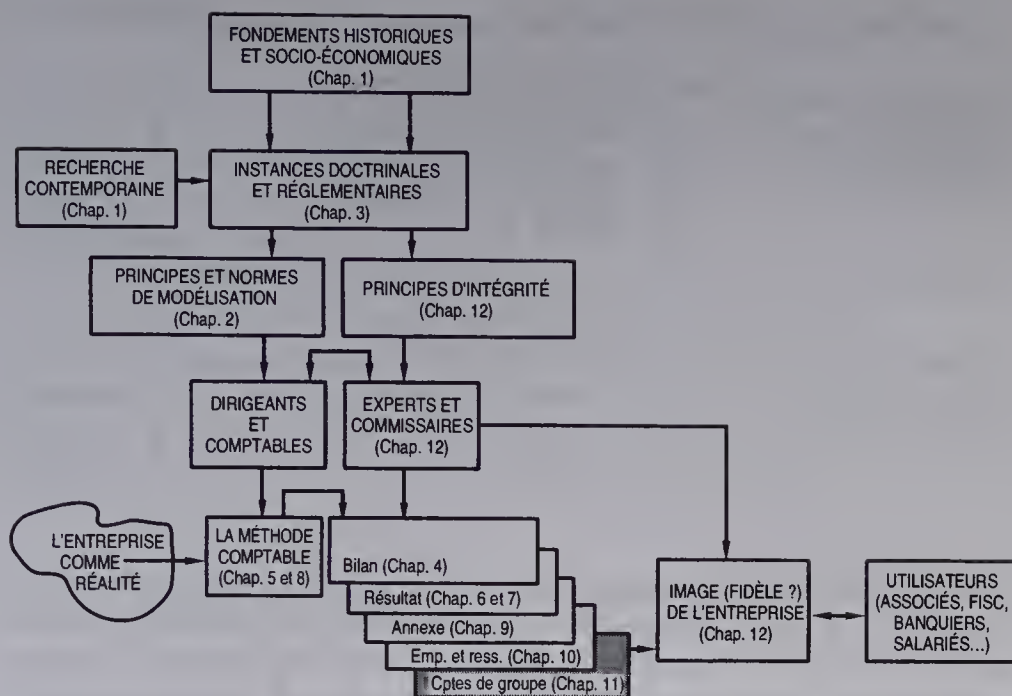 FONDEMENTS HISTORIQUES
ET SOCIO-ÉCONOMIQUES
(Chap. 1)
RECHERCHE
CONTEMPORAINE
(Chap. 1)
INSTANCES DOCTRINALES
ET RÉGLEMENTAIRES
(Chap. 3)
PRINCIPES ET NORMES
DE MODÉLISATION
(Chap. 2)
PRINCIPES D'INTÉGRITÉ
(Chap. 12)
DIRIGEANTS
ET
COMPTABLES
EXPERTS ET
COMMISSAIRES
(Chap. 12)
L'ENTREPRISE
COMME
RÉALITÉ
LA MÉTHODE
COMPTABLE
(Chap. 5 et 8)
Bilan (Chap. 4)
Résultat (Chap. 6 et 7)
Annexe (Chap. 9)
Emp. et ress. (Chap. 10)
Cptes de groupe (Chap. 11)
IMAGE (FIDÈLE ?)
DE L'ENTREPRISE
(Chap. 12)
UTILISATEURS
(ASSOCIÉS, FISC,
BANQUIERS,
SALARIÉS...)